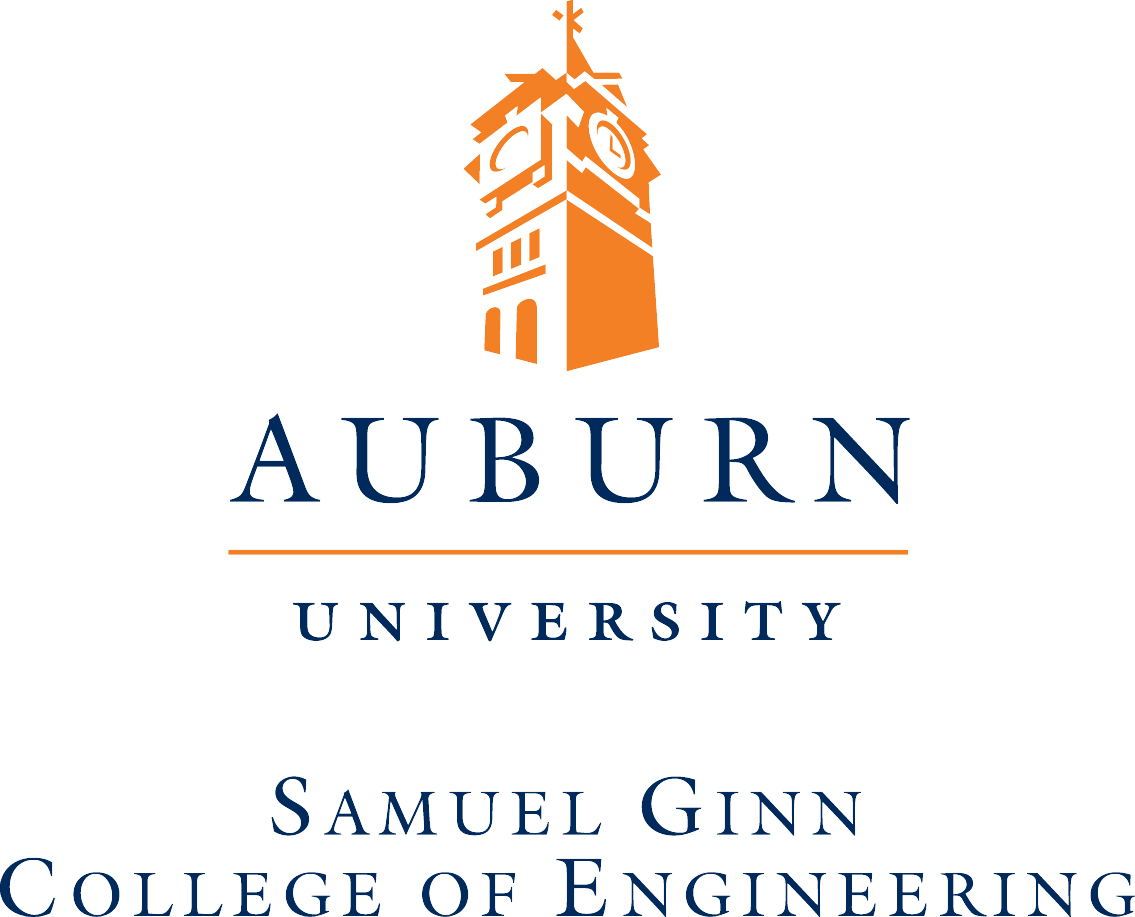 AUBURN
UNIVERSITY
SAMUEL GINN
COLLEGE OF ENGINEERING